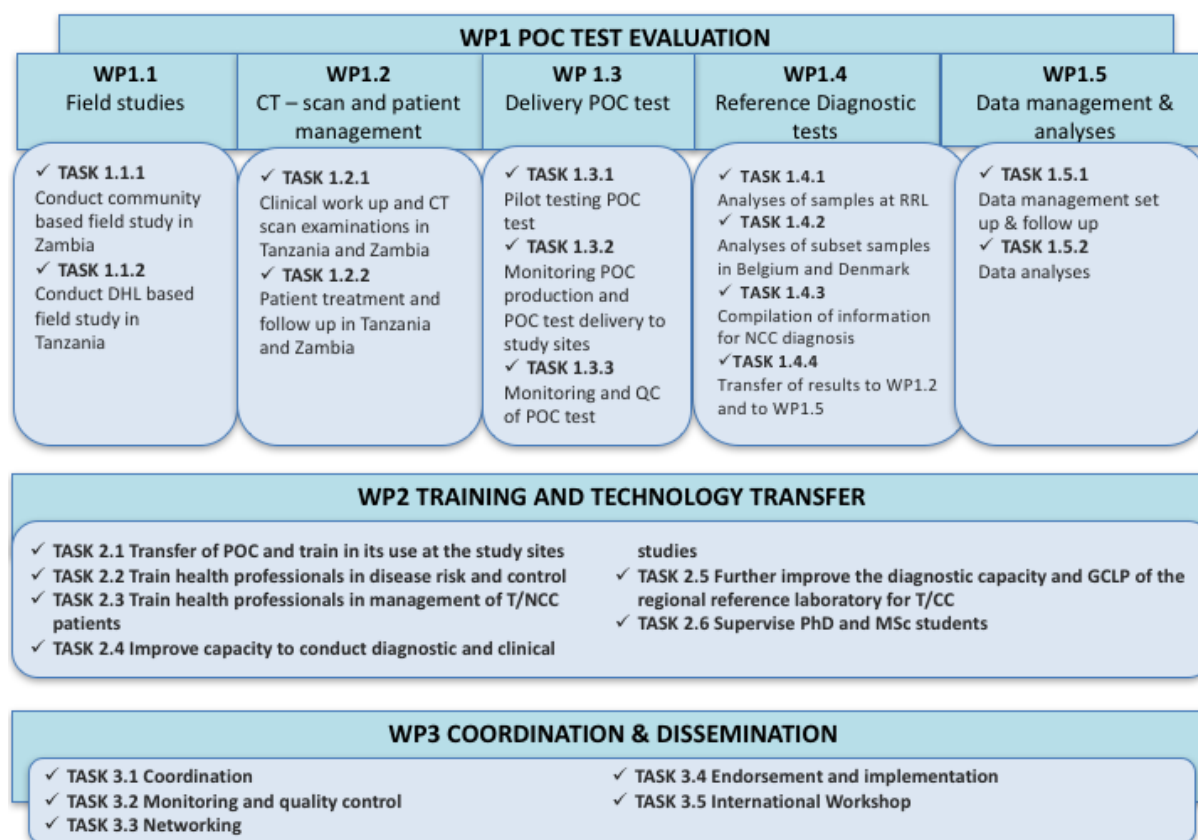 WP1 POC TEST EVALUATION
WP1.1
Field studies
✓ TASK 1.1.1
Conduct community
based field study in
Zambia
✓ TASK 1.1.2
Conduct DHL based
field study in
Tanzania
WP1.2
CT – scan and patient
management
✓ TASK 1.2.1
Clinical work up and CT
scan examinations in
Tanzania and Zambia
✓ TASK 1.2.2
Patient treatment and
follow up in Tanzania
and Zambia
WP 1.3
Delivery POC test
✓ TASK 1.3.1
Pilot testing POC
test
✓ TASK 1.3.2
Monitoring POC
production and
POC test delivery to
study sites
✓ TASK 1.3.3
Monitoring and QC
of POC test
WP1.4
Reference Diagnostic
tests
✓ TASK 1.4.1
Analyses of samples at RRL
✓ TASK 1.4.2
Analyses of subset samples
in Belgium and Denmark
✓ TASK 1.4.3
Compilation of information
for NCC diagnosis
✓TASK 1.4.4
Transfer of results to WP1.2
and to WP1.5
WP1.5
Data management &
analyses
✓ TASK 1.5.1
Data management set
up & follow up
✓ TASK 1.5.2
Data analyses
WP2 TRAINING AND TECHNOLOGY TRANSFER
✓ TASK 2.1 Transfer of POC and train in its use at the study sites
✓ TASK 2.2 Train health professionals in disease risk and control
✓ TASK 2.3 Train health professionals in management of T/NCC
patients
✓ TASK 2.4 Improve capacity to conduct diagnostic and clinical
studies
✓ TASK 2.5 Further improve the diagnostic capacity and GCLP of the
regional reference laboratory for T/CC
✓ TASK 2.6 Supervise PhD and MSc students
WP3 COORDINATION & DISSEMINATION
✓ TASK 3.1 Coordination
✓ TASK 3.2 Monitoring and quality control
✓ TASK 3.3 Networking
✓ TASK 3.4 Endorsement and implementation
✓ TASK 3.5 International Workshop